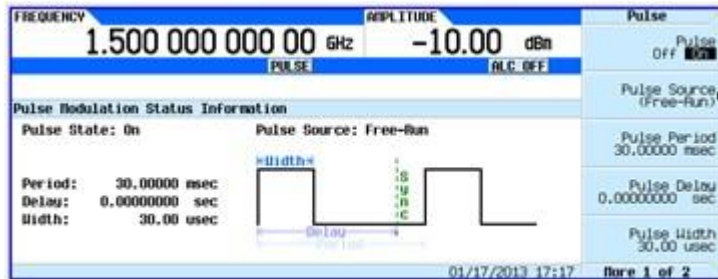 FREQUENCY
1.500 000 000 00 GHz
AMPLITUDE
-10.00 dBm
PULSE
ALC OFF
Pulse Modulation Status Information
Pulse State: On
Pulse Source: Free-Run
Period: 30.00000 msec
Delay: 0.00000000 sec
Width: 30.00 usec
Width
Sync
Delay
Period
01/17/2013 17:17
Pulse
Pulse
Off On
Pulse Source
(Free-Run)
Pulse Period
30.00000 msec
Pulse Delay
0.00000000 sec
Pulse Width
30.00 usec
More 1 of 2